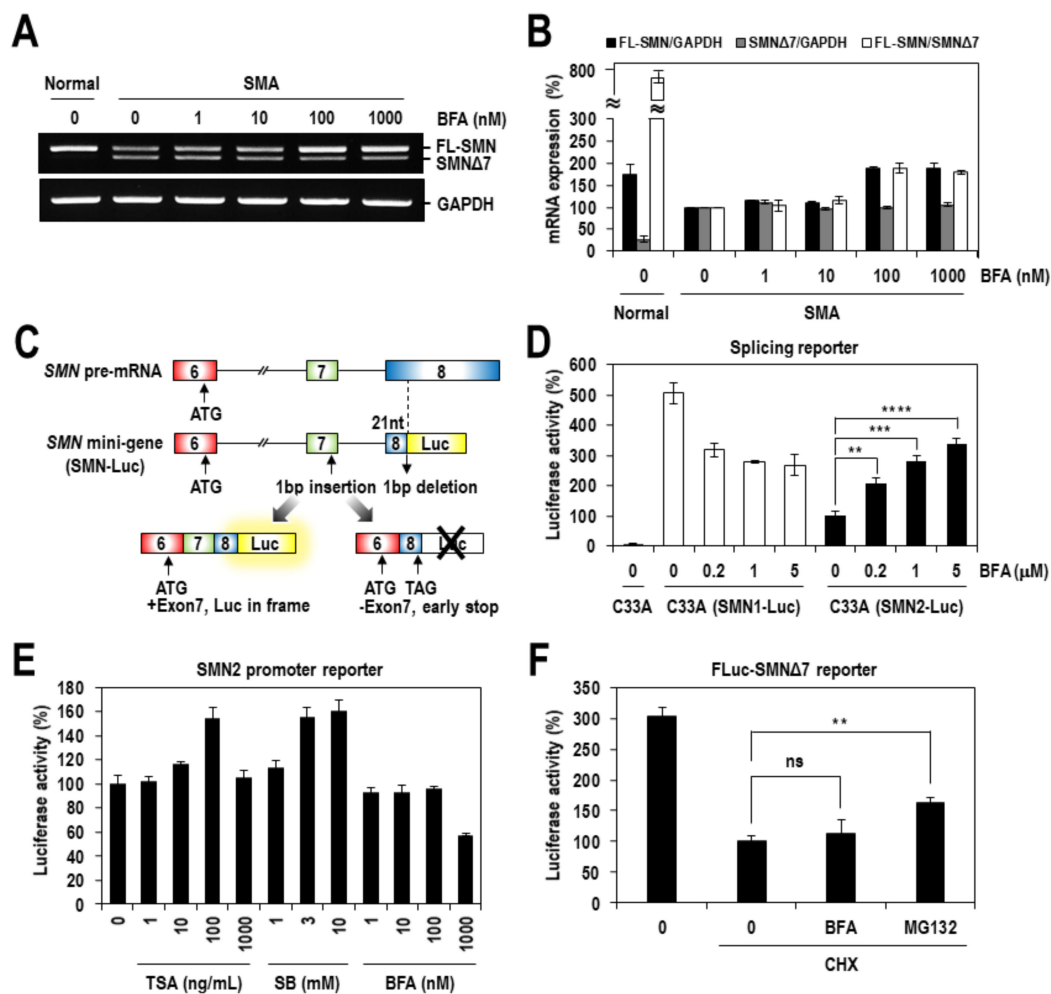 A
Normal SMA
0 0 1 10 100 1000 BFA (nM)
FL-SMN
SMNΔ7
GAPDH
B
FL-SMN/GAPDH SMNΔ7/GAPDH FL-SMN/SMNΔ7
mRNA expression (%)
800
300
250
200
150
100
50
0
0 0 1 10 100 1000 BFA (nM)
Normal SMA
C
SMN pre-mRNA
6 7 8
ATG
21nt
SMN mini-gene
(SMN-Luc)
6 7 8 Luc
ATG
1bp insertion 1bp deletion
6 7 8 Luc
ATG
+Exon7, Luc in frame
6 8 Luc
ATG TAG
-Exon7, early stop
D
Splicing reporter
Luciferase activity (%)
600
500
400
300
200
100
0
**
***
****
0 0 0.2 1 5 0 0.2 1 5 BFA (μM)
C33A C33A (SMN1-Luc) C33A (SMN2-Luc)
E
SMN2 promoter reporter
Luciferase activity (%)
180
160
140
120
100
80
60
40
20
0
0 1 10 100 1000 1 3 10 1 10 100 1000
TSA (ng/mL) SB (mM) BFA (nM)
F
FLuc-SMNΔ7 reporter
Luciferase activity (%)
350
300
250
200
150
100
50
0
**
ns
0 0 BFA MG132
CHX